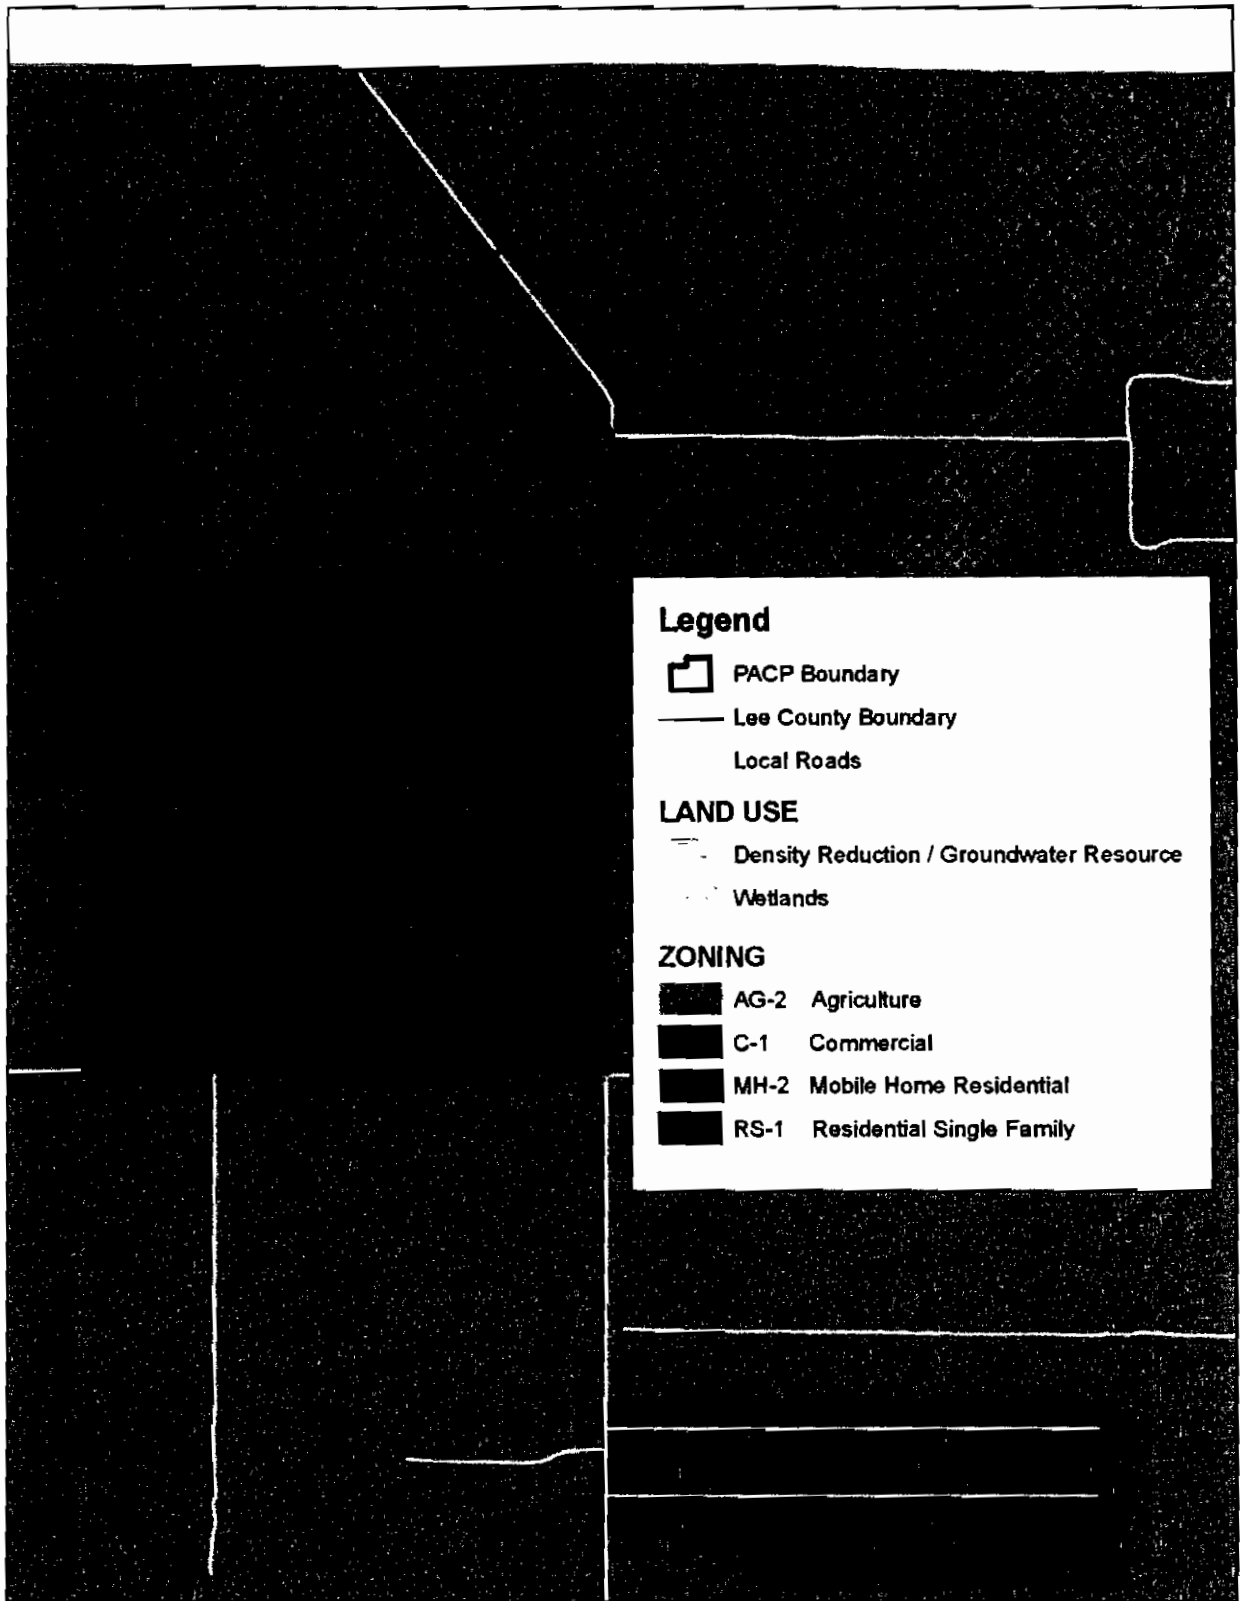 Legend
PACP Boundary
Lee County Boundary
Local Roads
LAND USE
Density Reduction / Groundwater Resource
Wetlands
ZONING
AG-2 Agriculture
C-1 Commercial
MH-2 Mobile Home Residential
RS-1 Residential Single Family